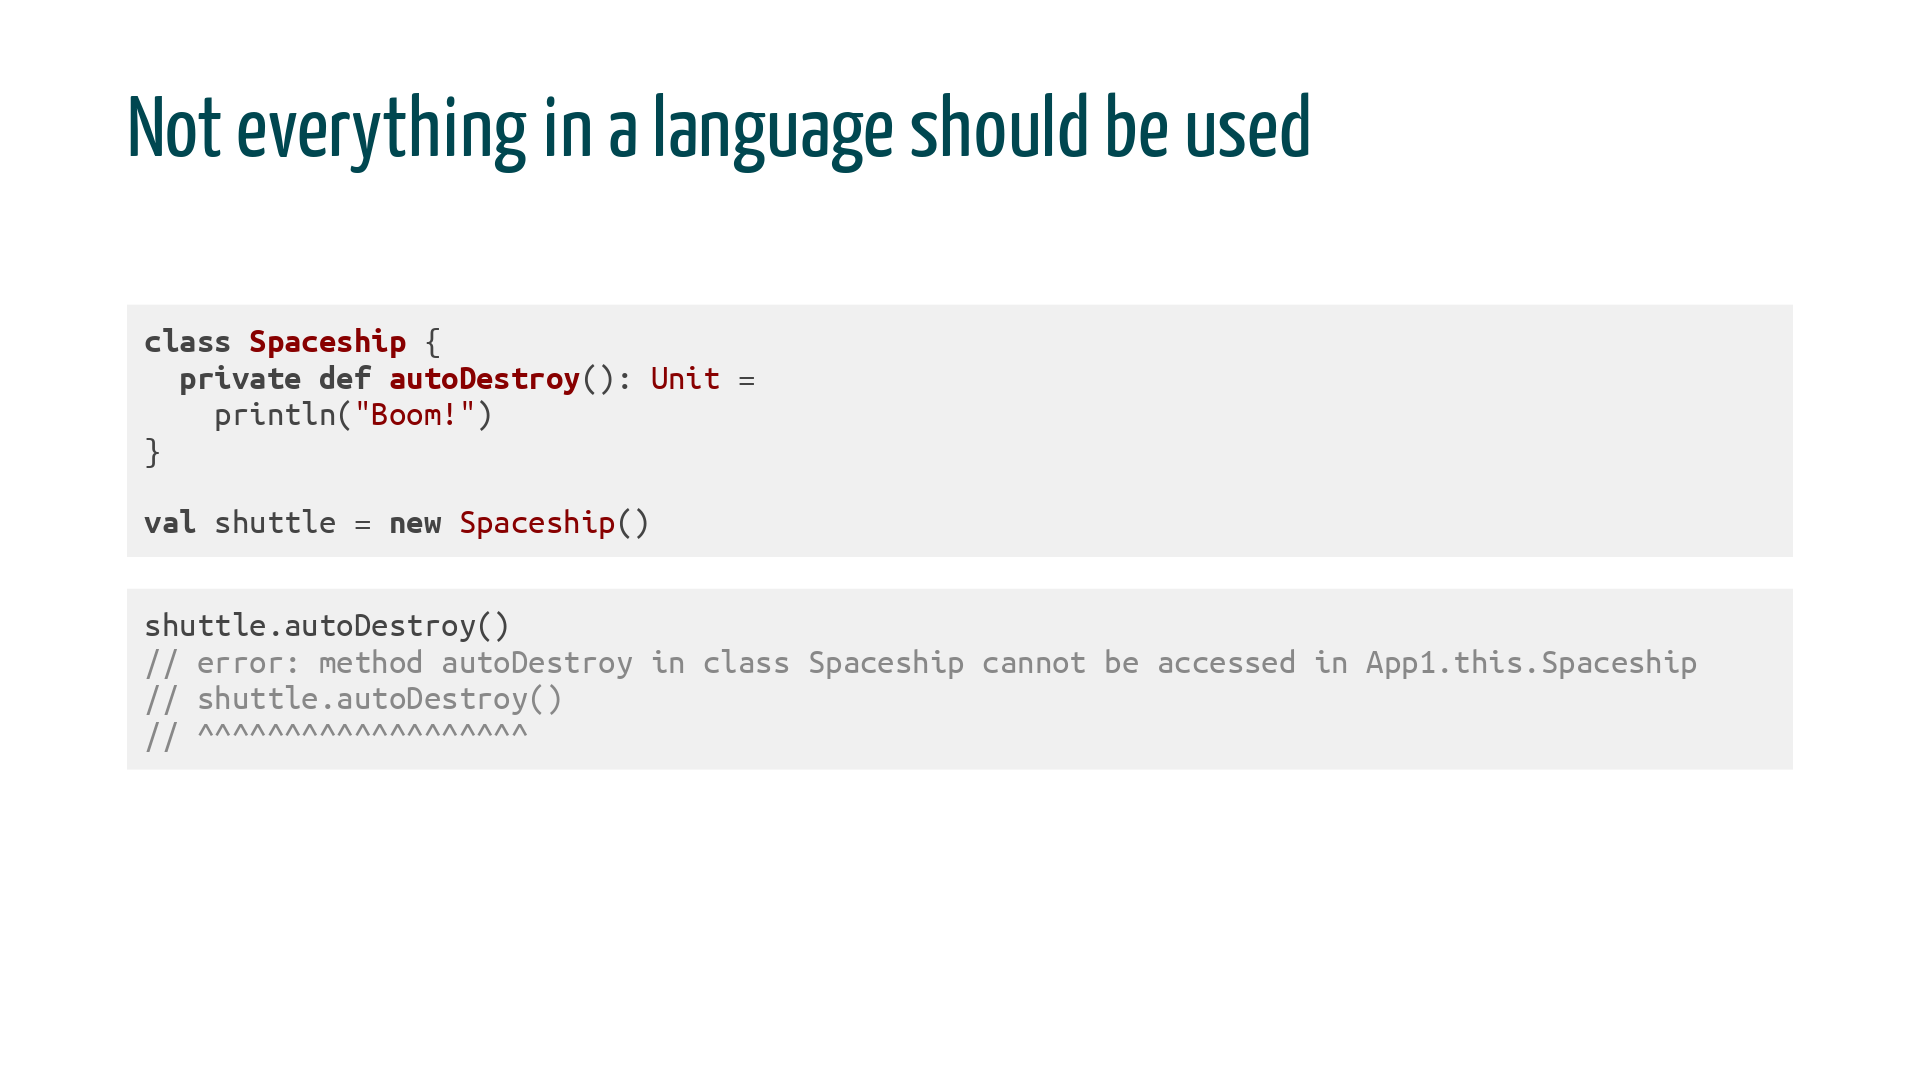 Not everything in a language should be used
class Spaceship {
  private def autoDestroy(): Unit =
    println("Boom!")
}
val shuttle = new Spaceship()
shuttle.autoDestroy()
// error: method autoDestroy in class Spaceship cannot be accessed in App1.this.Spaceship
// shuttle.autoDestroy()
// ^^^^^^^^^^^^^^^^^^^